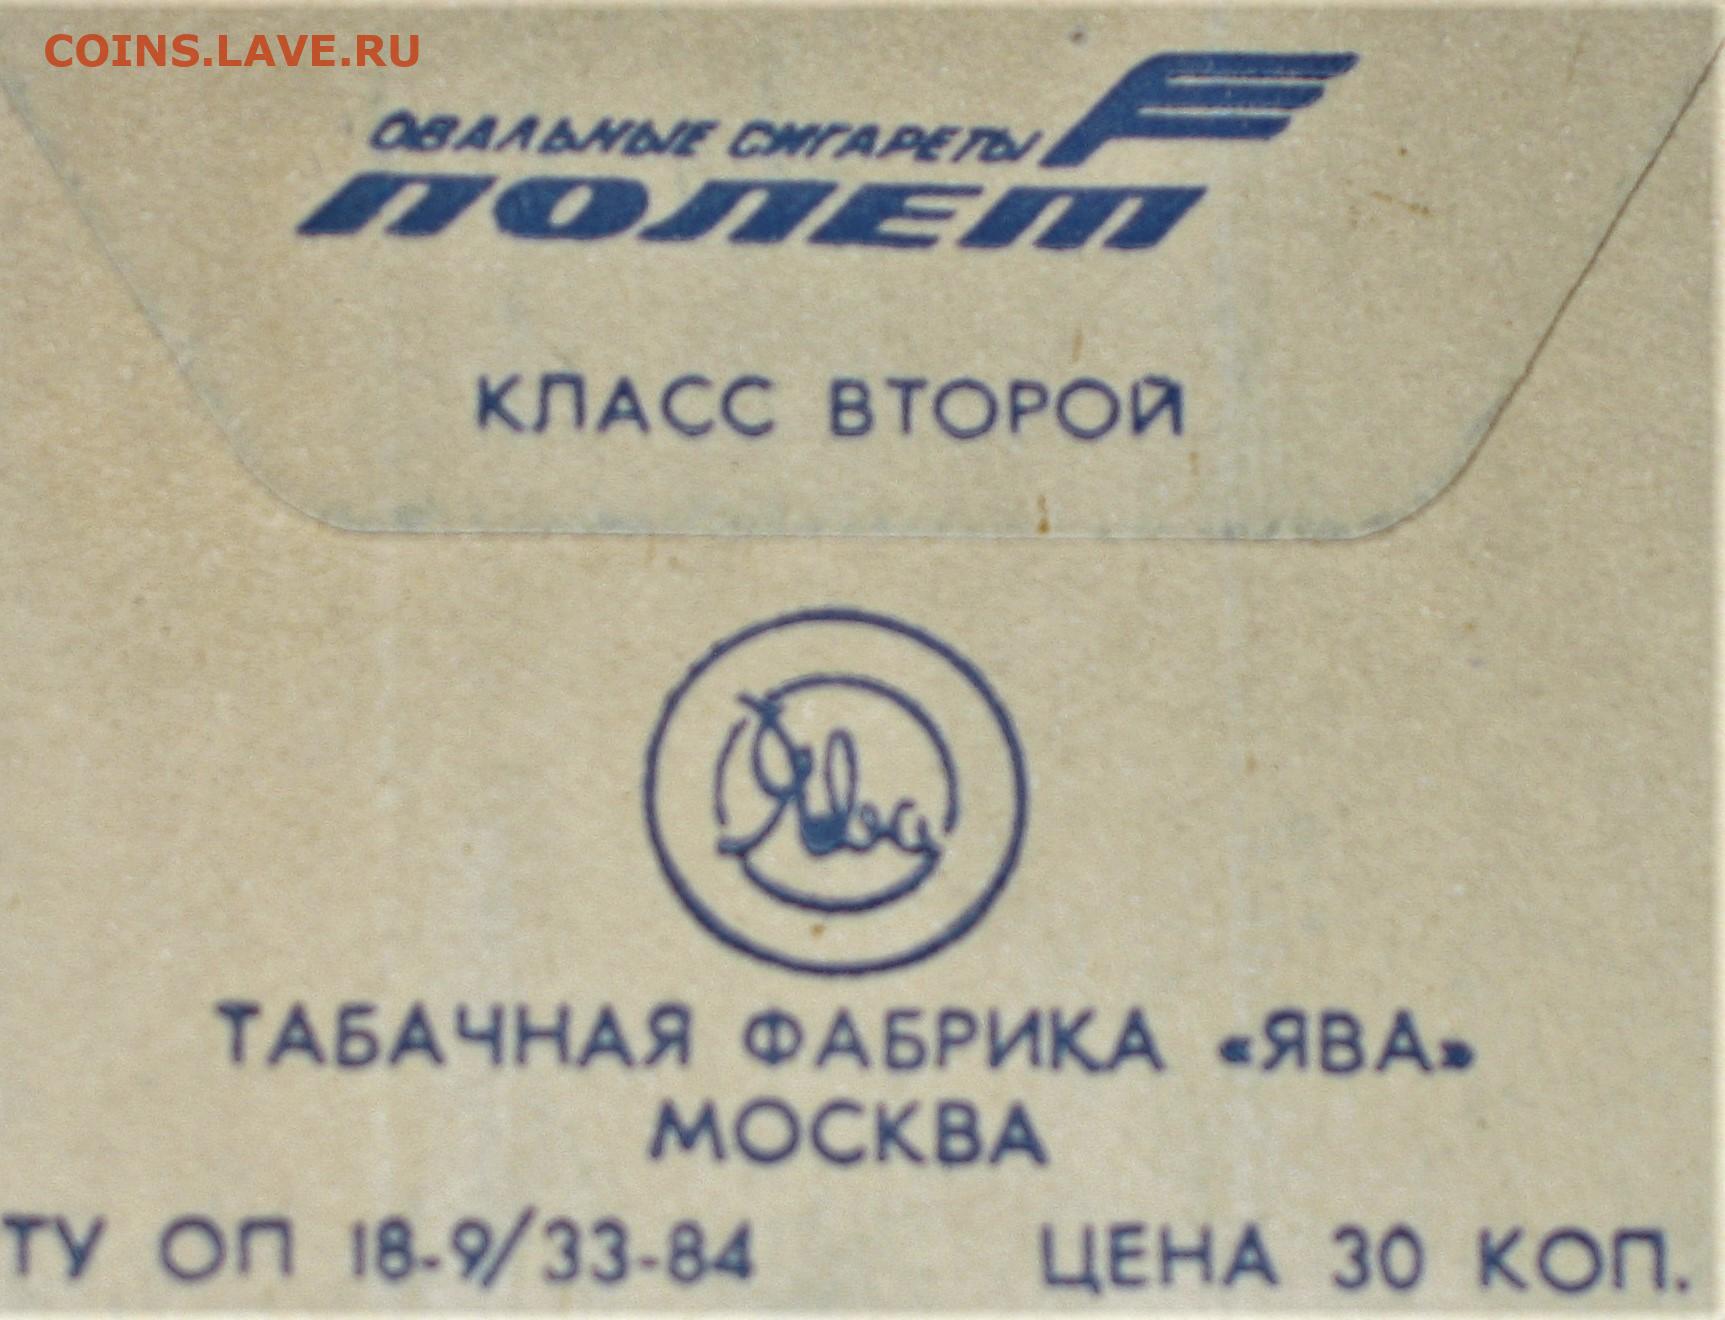 COINS.LAVE.RU
ОВАЛЬНЫЕ СИГАРЕТЫ
ПОЛЕТ
КЛАСС ВТОРОЙ
Ява
ТАБАЧНАЯ ФАБРИКА «ЯВА»
МОСКВА
ТУ ОП 18-9/33-84 ЦЕНА 30 КОП.